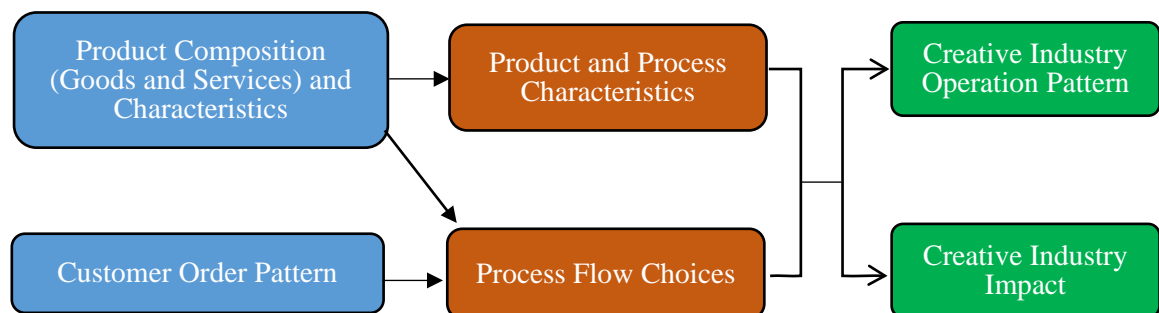 Product Composition
(Goods and Services) and
Characteristics
Product and Process
Characteristics
Creative Industry
Operation Pattern
Customer Order Pattern
Process Flow Choices
Creative Industry
Impact